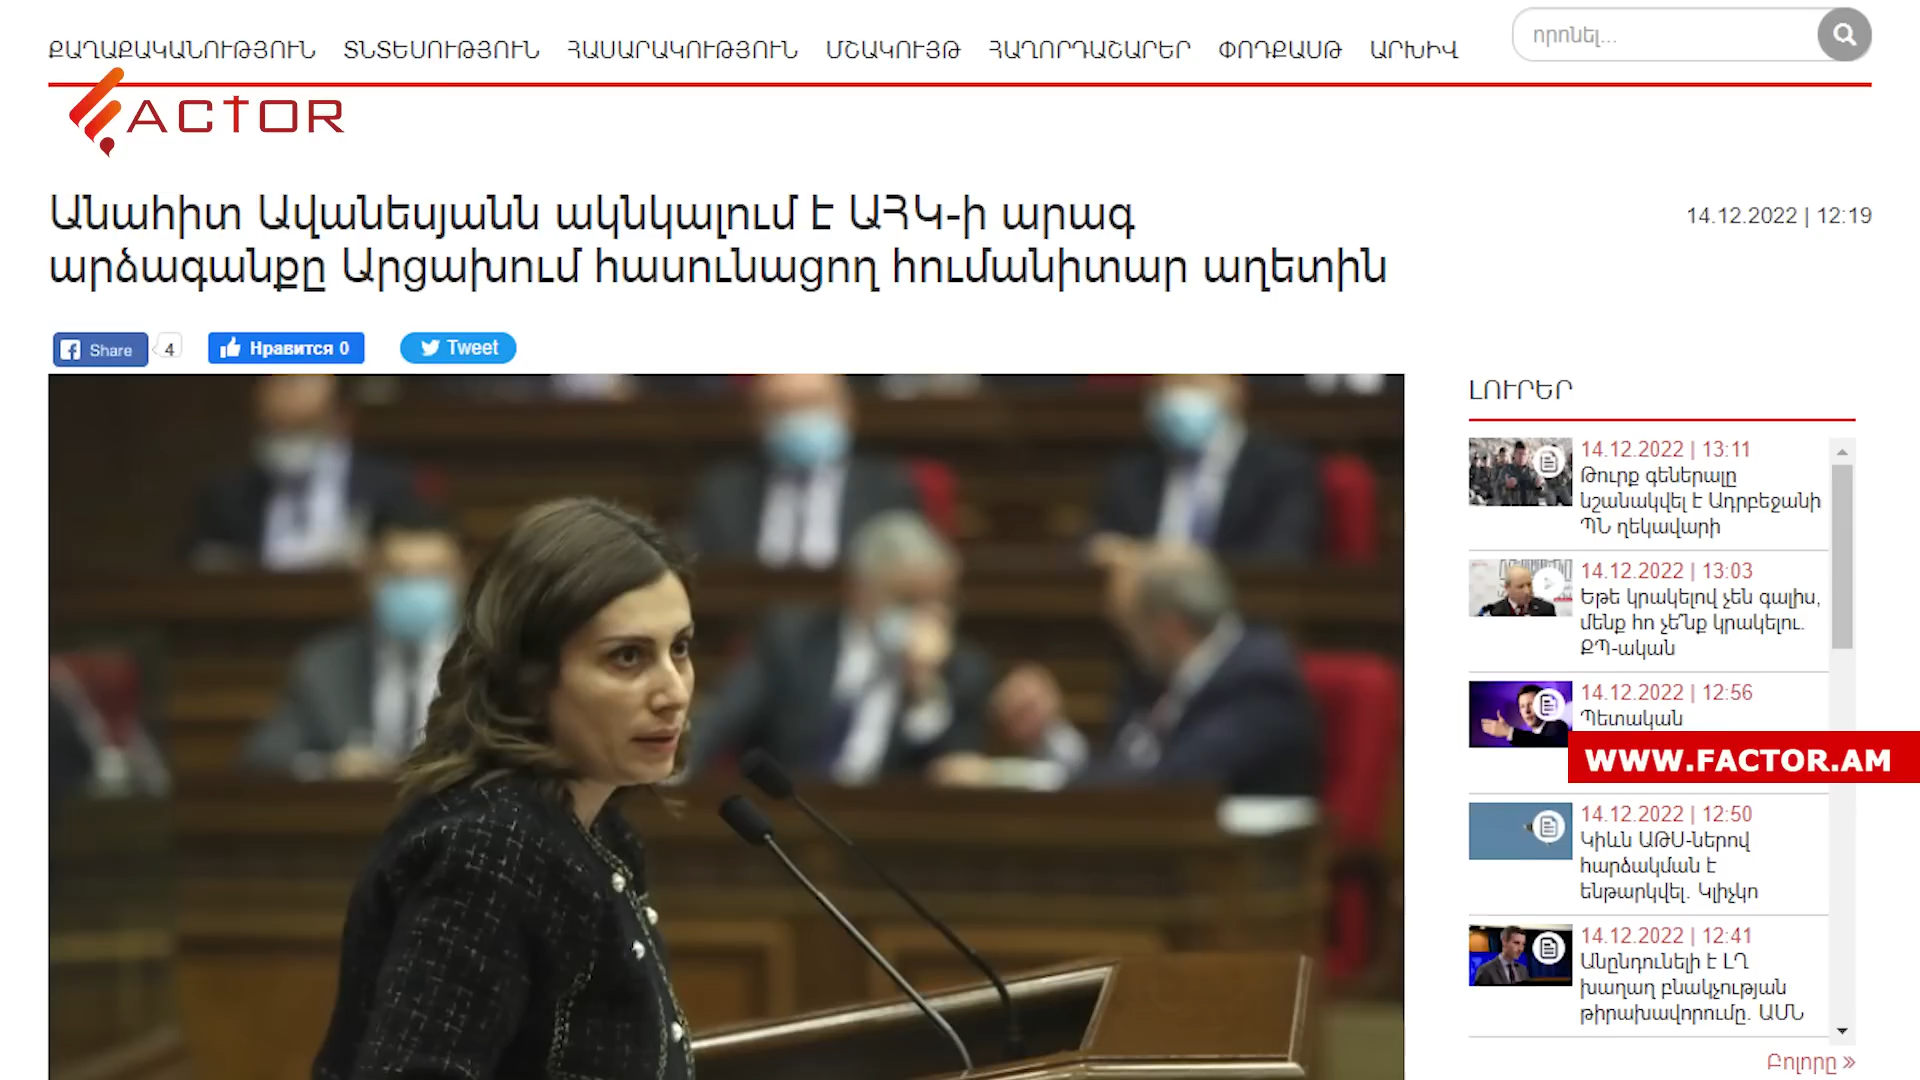 ՔԱՂԱՔԱԿԱՆՈՒԹՅՈՒՆ ՏՆՏԵՍՈՒԹՅՈՒՆ ՀԱՍԱՐԱԿՈՒԹՅՈՒՆ ՄՇԱԿՈՒՅԹ ՀԱՂՈՐԴԱՇԱՐԵՐ ՓՈԴՔԱՍԹ ԱՐԽԻՎ
որոնել...
ACTOR
Անահիտ Ավանեսյանն ակնկալում է ԱՀԿ-ի արագ
արձագանքը Արցախում հասունացող հումանիտար աղետին
14.12.2022 | 12:19
Share 4 Нравится 0 Tweet
ԼՈՒՐԵՐ
14.12.2022 | 13:11
Թուրք գեներալը
նշանակվել է Ադրբեջանի
ՊՆ ղեկավարի
14.12.2022 | 13:03
Եթե կրակելով չեն գալիս,
մենք հո չե՞նք կրակելու.
ՔՊ-ական
14.12.2022 | 12:56
Պետական
WWW.FACTOR.AM
14.12.2022 | 12:50
Կիևն ԱԹՍ-ներով
հարձակման է
ենթարկվել. Կլիչկո
14.12.2022 | 12:41
Անընդունելի է ԼՂ
խաղաղ բնակչության
թիրախավորումը. ԱՄՆ
Բոլորը »